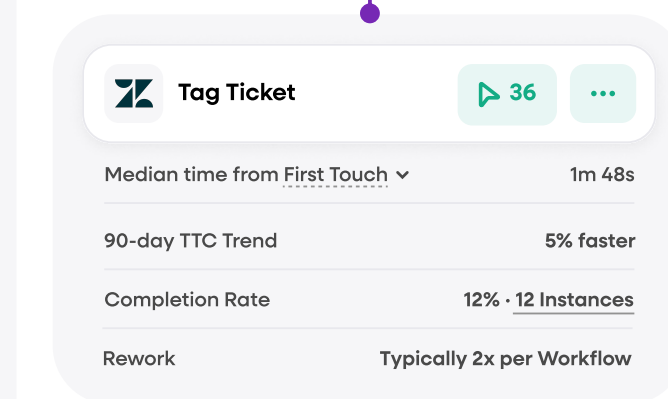 Tag Ticket 36
Median time from First Touch 1m 48s
90-day TTC Trend 5% faster
Completion Rate 12% · 12 Instances
Rework Typically 2x per Workflow